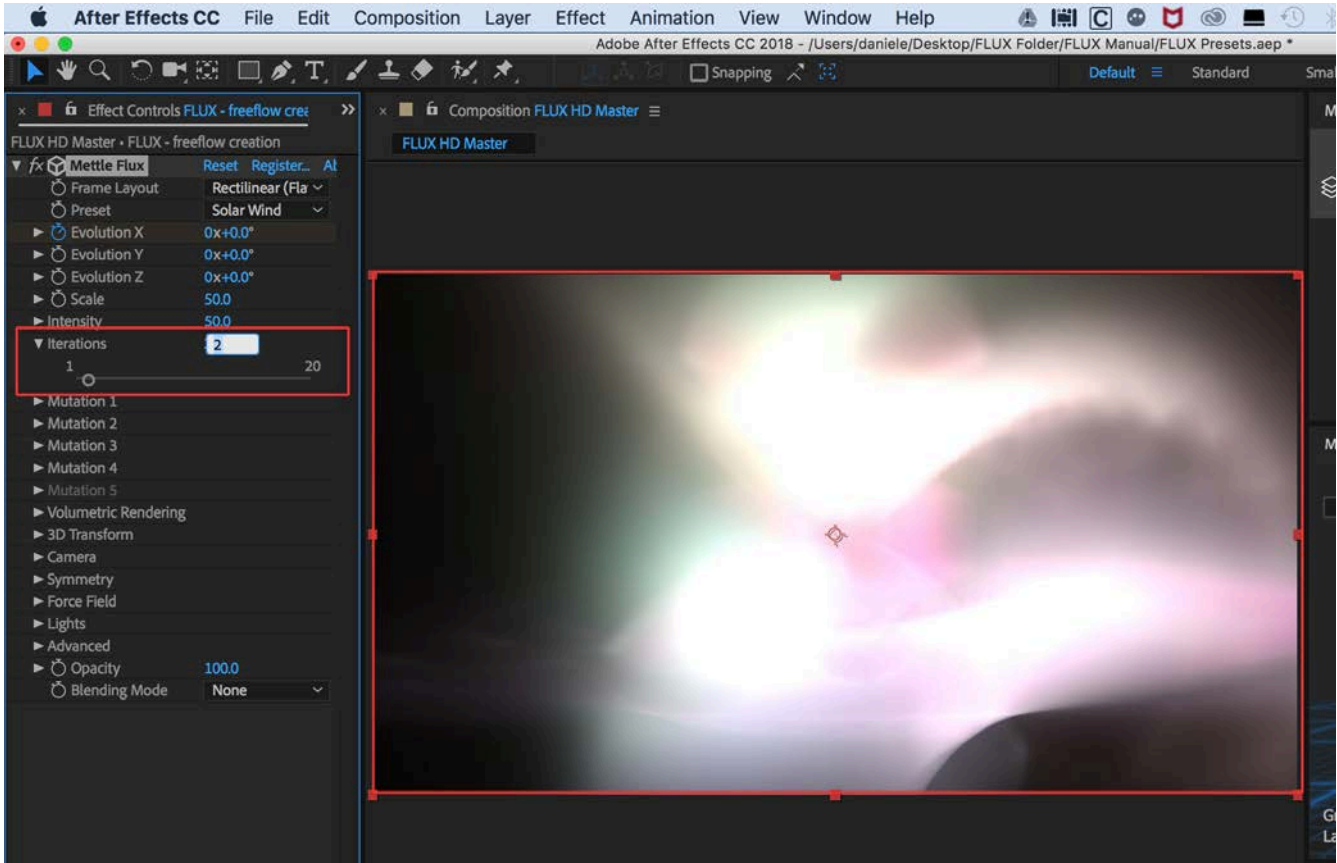 After Effects CC File Edit Composition Layer Effect Animation View Window Help
Adobe After Effects CC 2018 - /Users/daniele/Desktop/FLUX Folder/FLUX Manual/FLUX Presets.aep *
Snapping Default Standard Smal
Effect Controls FLUX - freeflow crea
Composition FLUX HD Master
M
FLUX HD Master • FLUX - freeflow creation
FLUX HD Master
fx Mettle Flux Reset Register...
Frame Layout Rectilinear (Fla
Preset Solar Wind
Evolution X 0x+0.0°
Evolution Y 0x+0.0°
Evolution Z 0x+0.0°
Scale 50.0
Intensity 50.0
Iterations 2
1 20
Mutation 1
Mutation 2
Mutation 3
Mutation 4
M
Mutation 5
Volumetric Rendering
3D Transform
Camera
Symmetry
Force Field
Lights
Advanced
Opacity 100.0
Blending Mode None